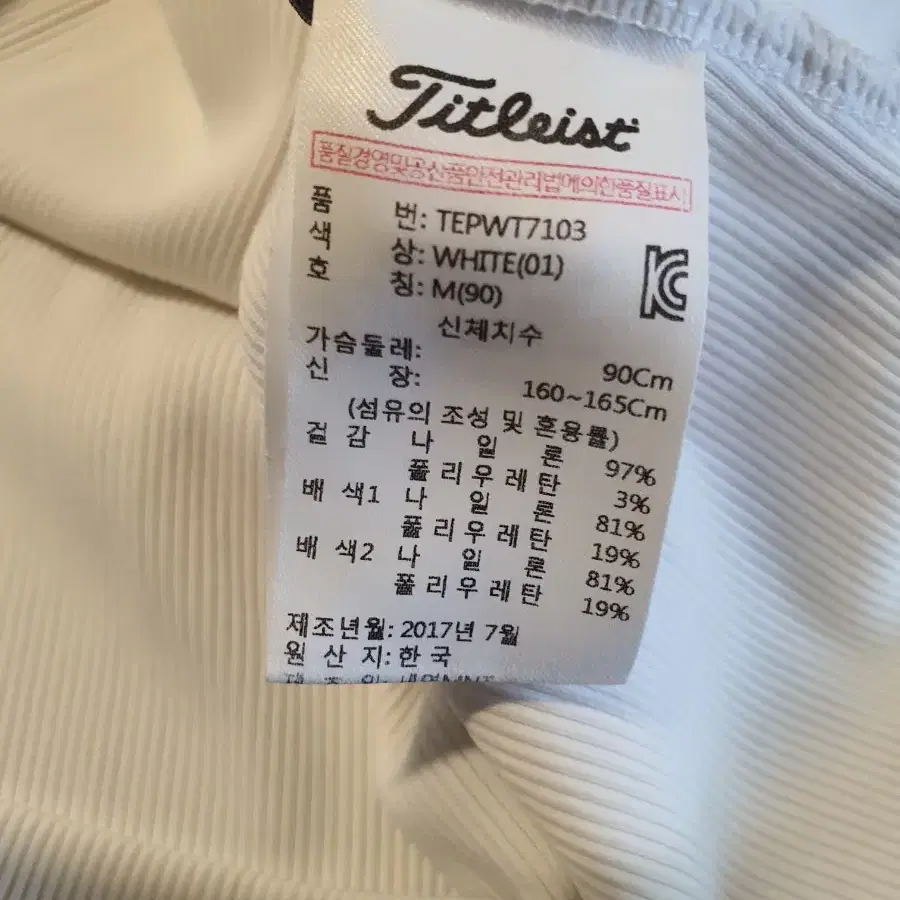 Titleist
품질경영및공산품안전관리법에의한품질표시
품 번: TEPWT7103
색 상: WHITE(01)
호 칭: M(90)
신체치수
가슴둘레: 90Cm
신 장: 160~165Cm
(섬유의 조성 및 혼용률)
겉 감 나 일 론 97%
폴 리 우 레 탄 3%
배 색1 나 일 론 81%
폴 리 우 레 탄 19%
배 색2 나 일 론 81%
폴 리 우 레 탄 19%
제조년월: 2017년 7월
원 산 지: 한 국